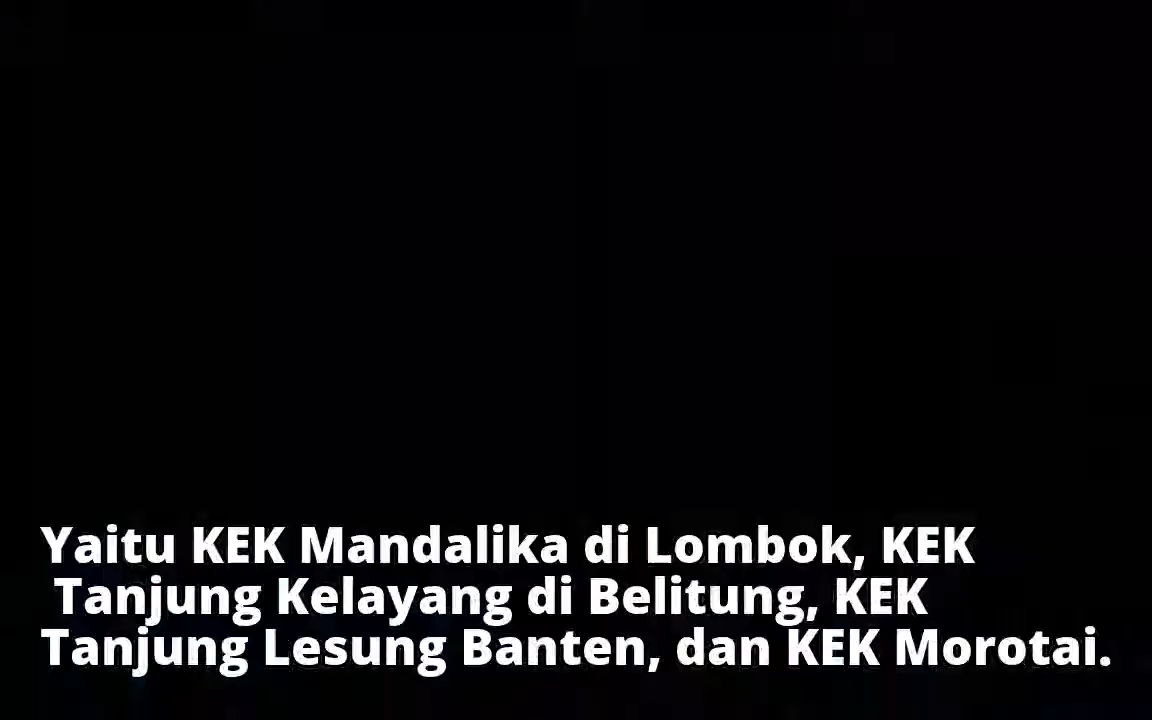 Yaitu KEK Mandalika di Lombok, KEK
Tanjung Kelayang di Belitung, KEK
Tanjung Lesung Banten, dan KEK Morotai.